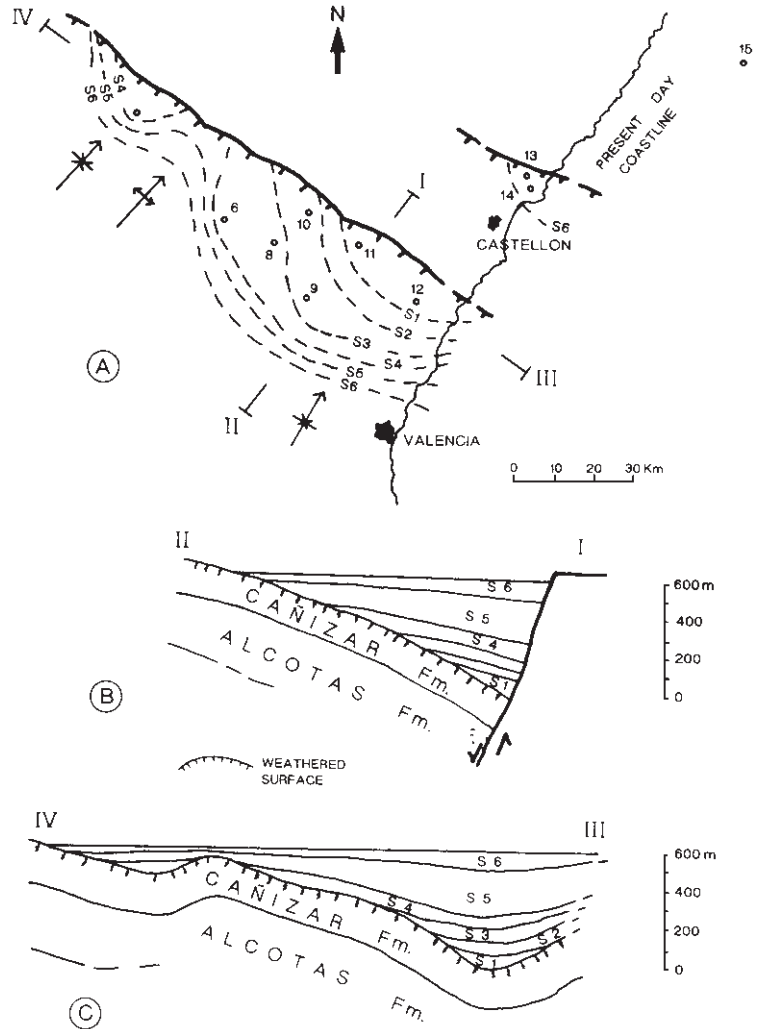 IV
N
15
S4
S5
S6
PRESENT DAY
COASTLINE
13
14
I
S6
CASTELLON
6
10
11
8
9
12
S1
S2
S3
S4
S5
S6
A
III
II
VALENCIA
0 10 20 30 Km
II
I
S 6
600 m
S 5
400
S 4
200
S 1
0
CAÑIZAR Fm.
ALCOTAS Fm.
B
WEATHERED
SURFACE
IV
III
S 6
600 m
S 5
400
S 4
S 3
S 2
200
S 1
0
CAÑIZAR Fm.
ALCOTAS Fm.
C